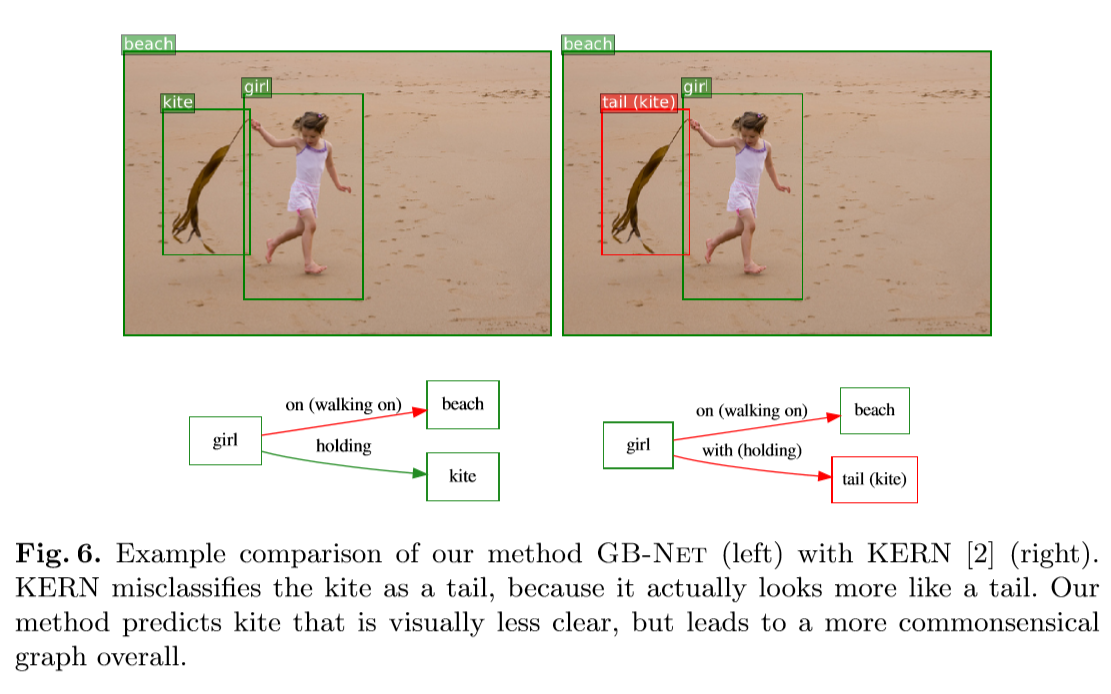 beach
girl
kite
beach
girl
tail (kite)
on (walking on)
beach
girl
holding
kite
on (walking on)
beach
girl
with (holding)
tail (kite)
Fig. 6. Example comparison of our method GB-NET (left) with KERN [2] (right).
KERN misclassifies the kite as a tail, because it actually looks more like a tail. Our
method predicts kite that is visually less clear, but leads to a more commonsensical
graph overall.